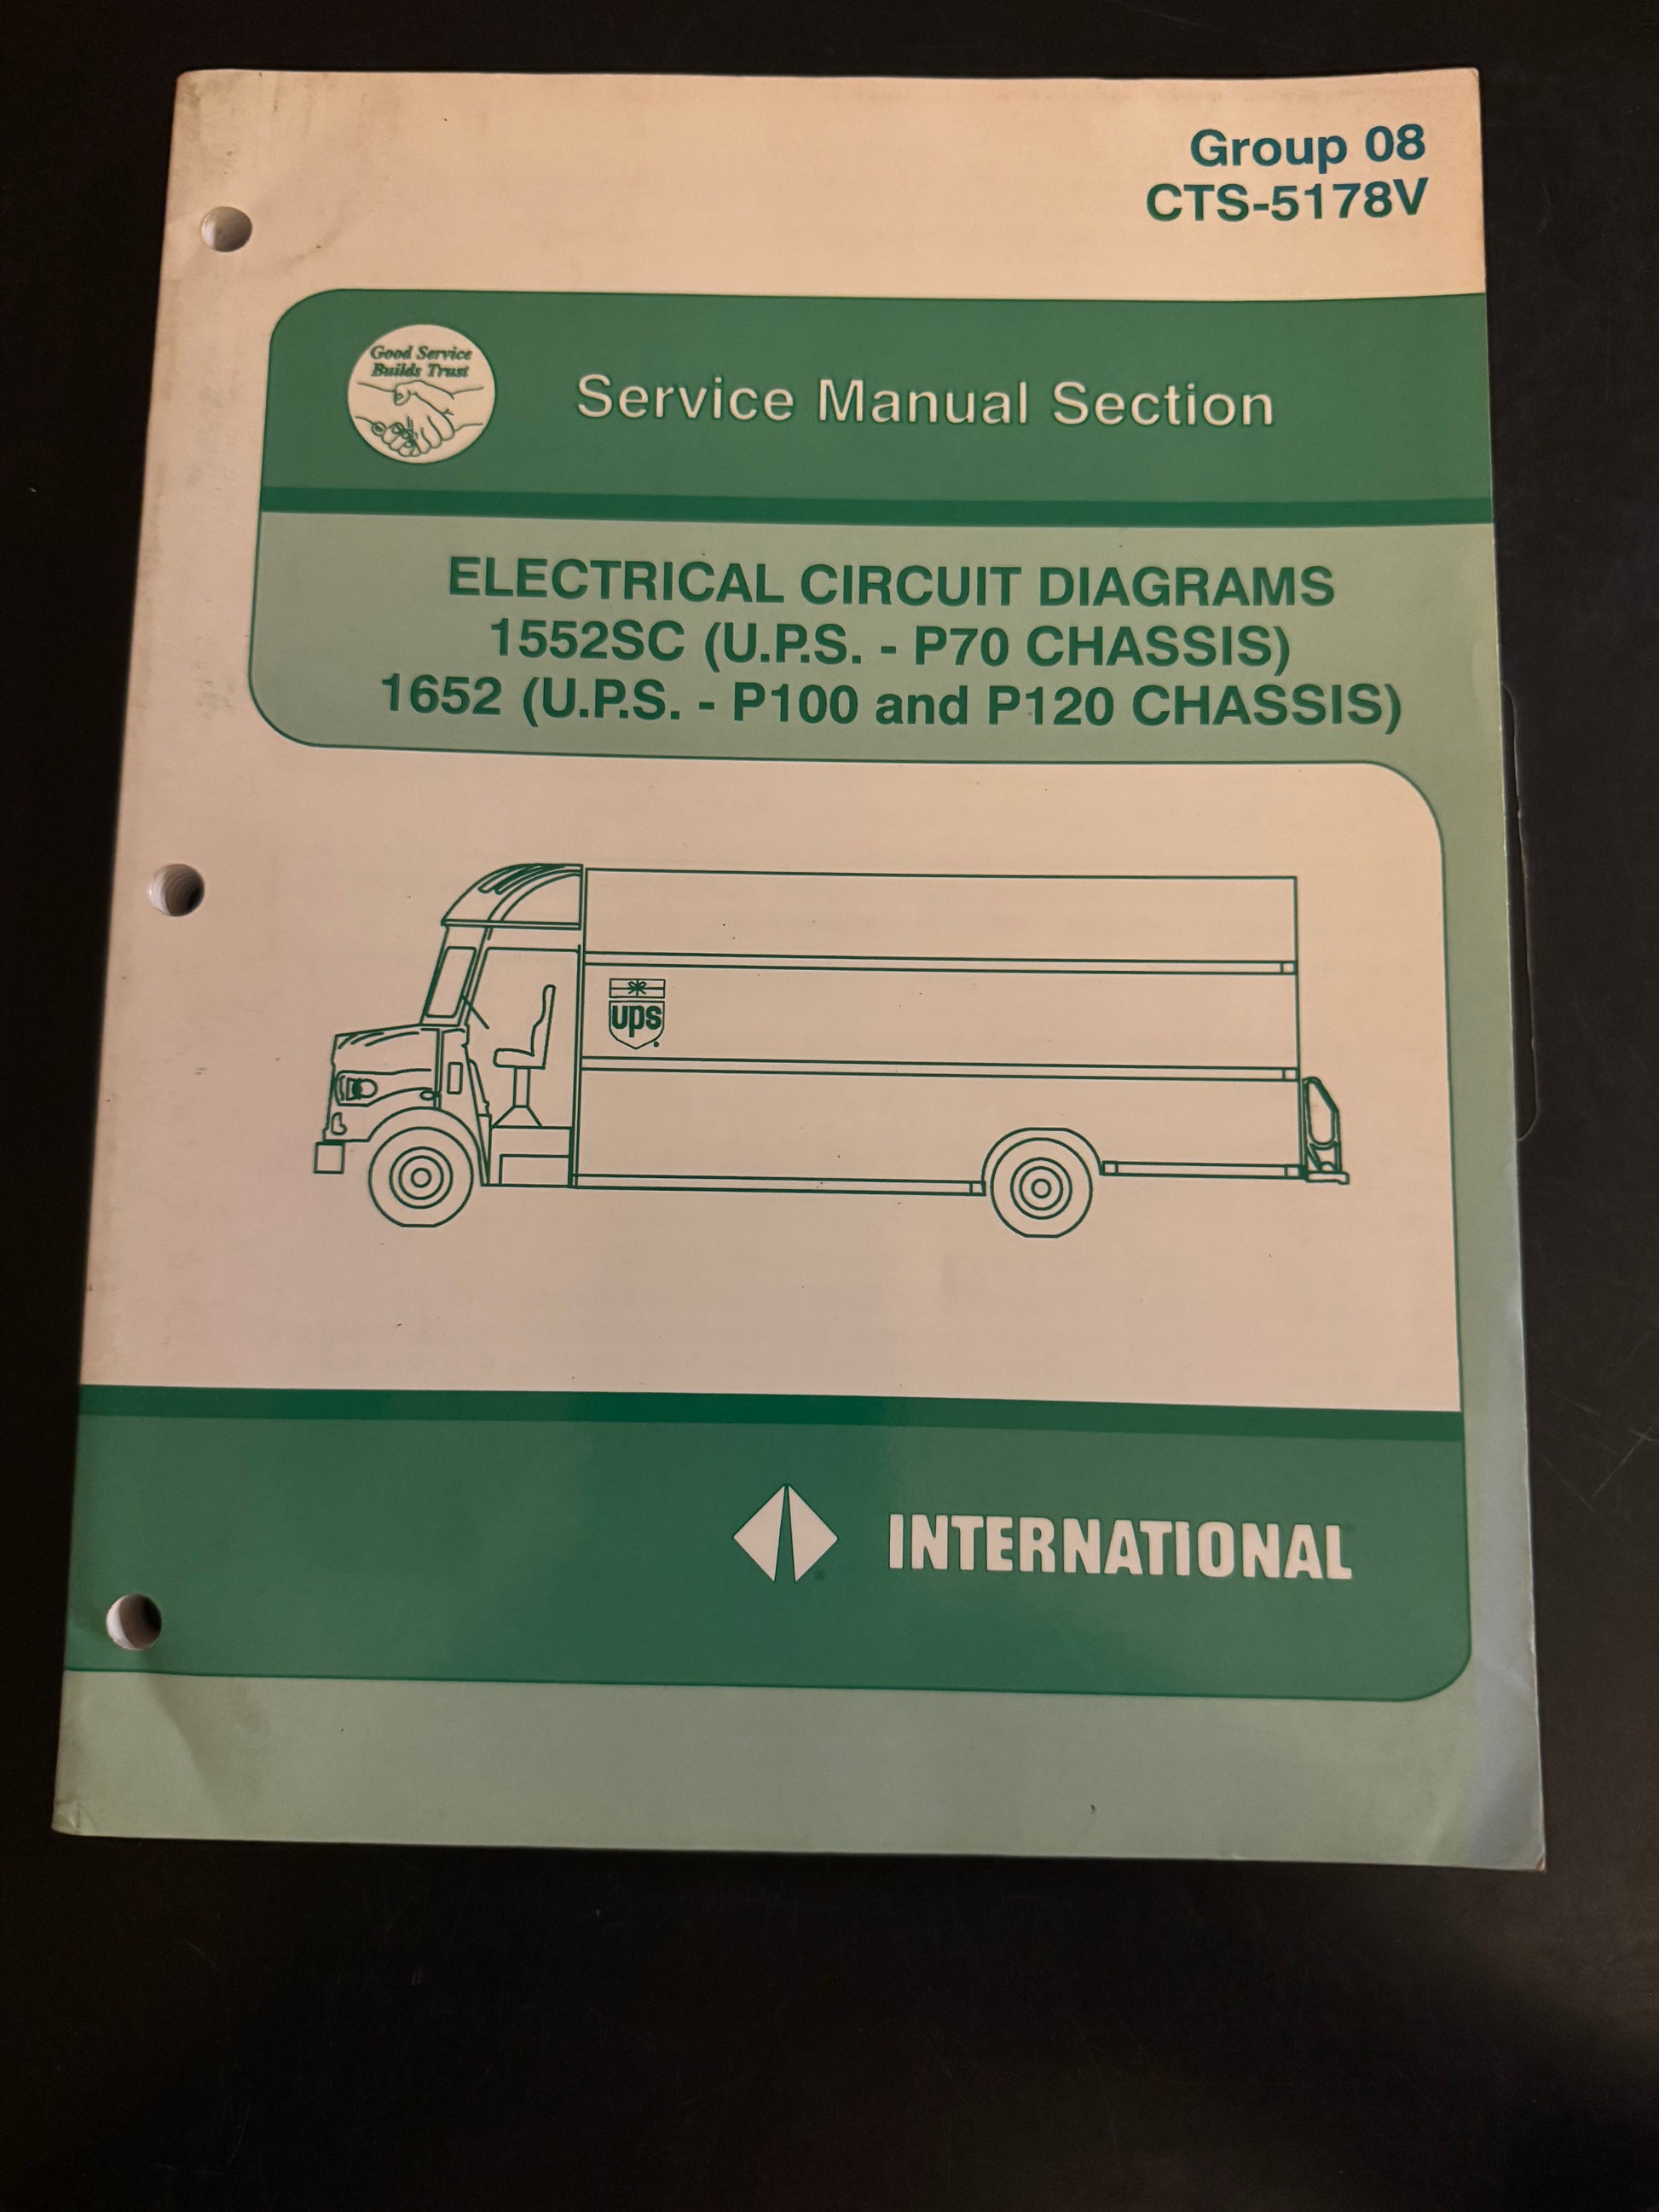 Group 08
CTS-5178V
Good Service
Builds Trust
Service Manual Section
ELECTRICAL CIRCUIT DIAGRAMS
1552SC (U.P.S. - P70 CHASSIS)
1652 (U.P.S. - P100 and P120 CHASSIS)
ups
INTERNATIONAL